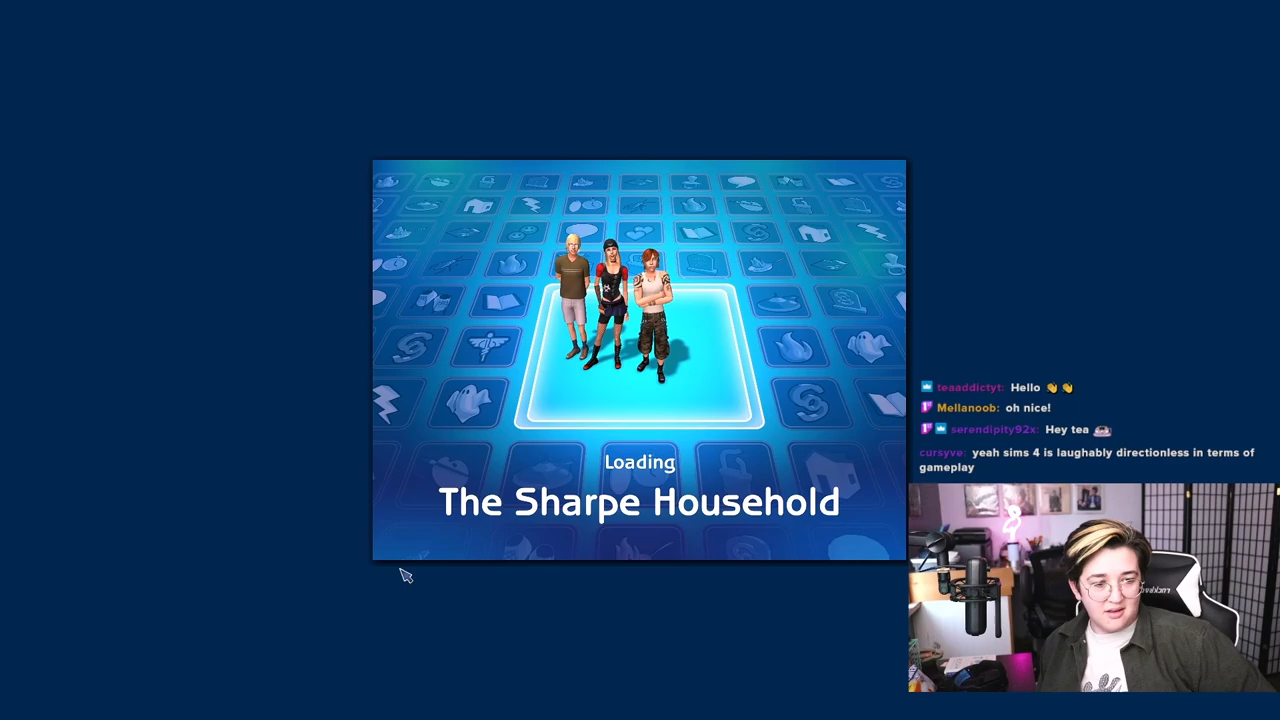 Loading
The Sharpe Household
teaaddictyt: Hello 👏 👏
Mellanoob: oh nice!
serendipity92x: Hey tea
cursyve: yeah sims 4 is laughably directionless in terms of
gameplay